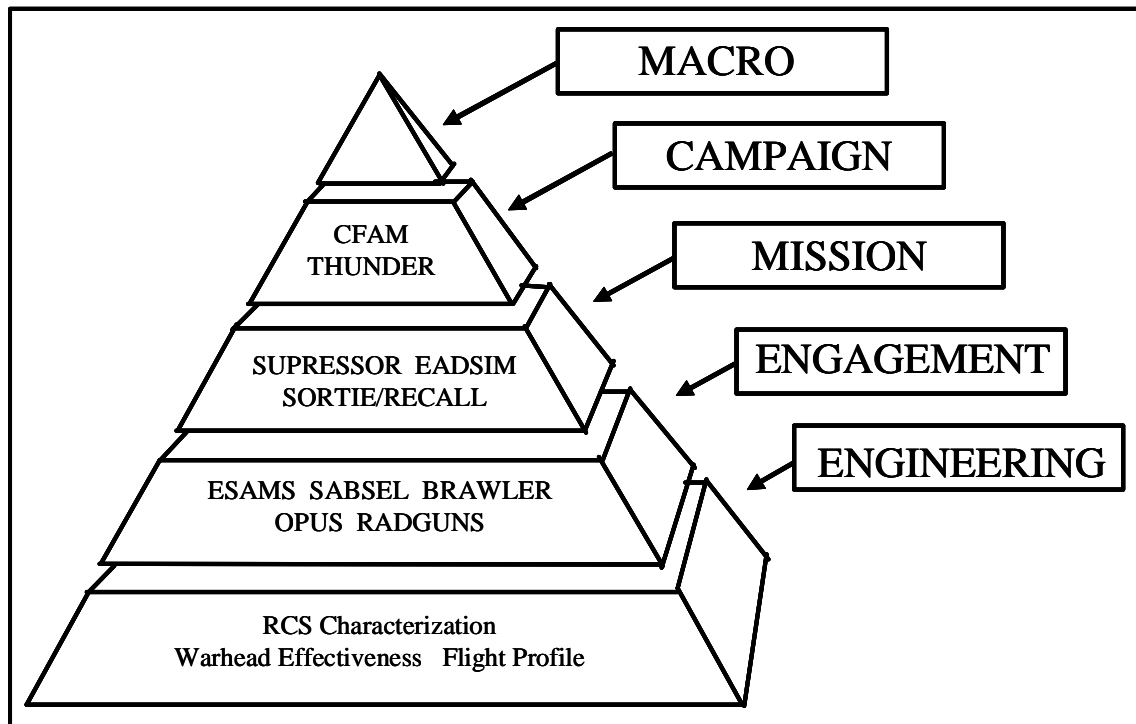 MACRO
CAMPAIGN
CFAM
THUNDER
MISSION
SUPRESSOR EADSIM
SORTIE/RECALL
ENGAGEMENT
ESAMS SABSEL BRAWLER
OPUS RADGUNS
ENGINEERING
RCS Characterization
Warhead Effectiveness Flight Profile